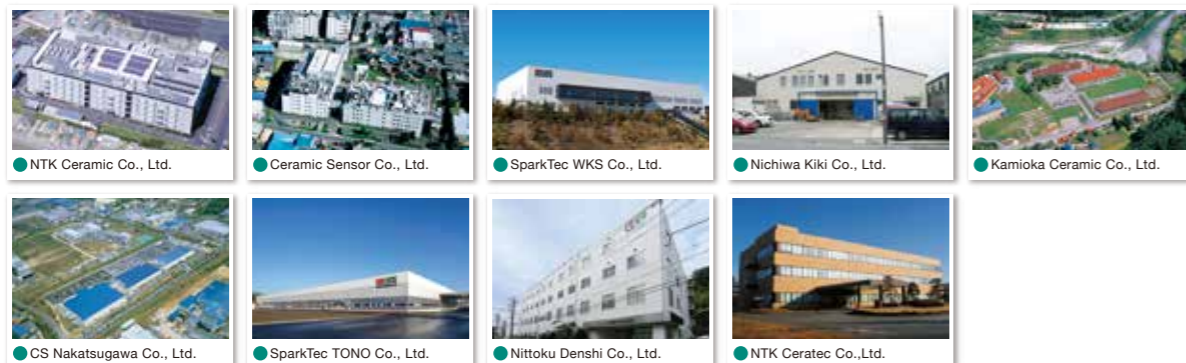 NTK Ceramic Co., Ltd.
Ceramic Sensor Co., Ltd.
SparkTec WKS Co., Ltd.
Nichiwa Kiki Co., Ltd.
Kamioka Ceramic Co., Ltd.
CS Nakatsugawa Co., Ltd.
SparkTec TONO Co., Ltd.
Nittoku Denshi Co., Ltd.
NTK Ceratec Co.,Ltd.